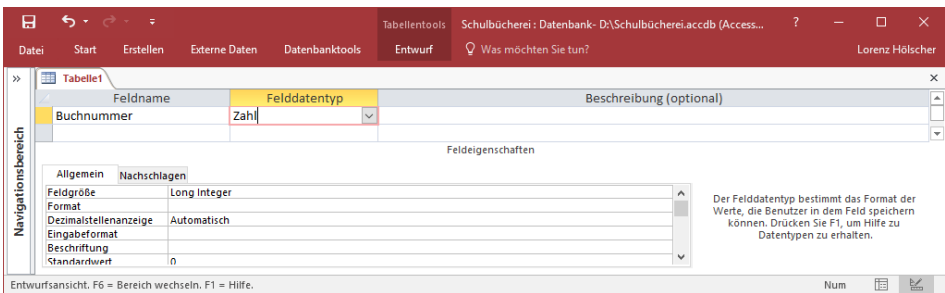 Tabellentools Schulbücherei : Datenbank- D:\Schulbücherei.accdb (Access... ?
Datei Start Erstellen Externe Daten Datenbanktools Entwurf Was möchten Sie tun? Lorenz Hölscher
» Tabelle1
Feldname Felddatentyp Beschreibung (optional)
Buchnummer Zahl
Navigationsbereich
Feldeigenschaften
Allgemein Nachschlagen
Feldgröße Long Integer
Format
Dezimalstellenanzeige Automatisch
Eingabeformat
Beschriftung
Standardwert 0
Der Felddatentyp bestimmt das Format der
Werte, die Benutzer in dem Feld speichern
können. Drücken Sie F1, um Hilfe zu
Datentypen zu erhalten.
Entwurfsansicht. F6 = Bereich wechseln. F1 = Hilfe. Num